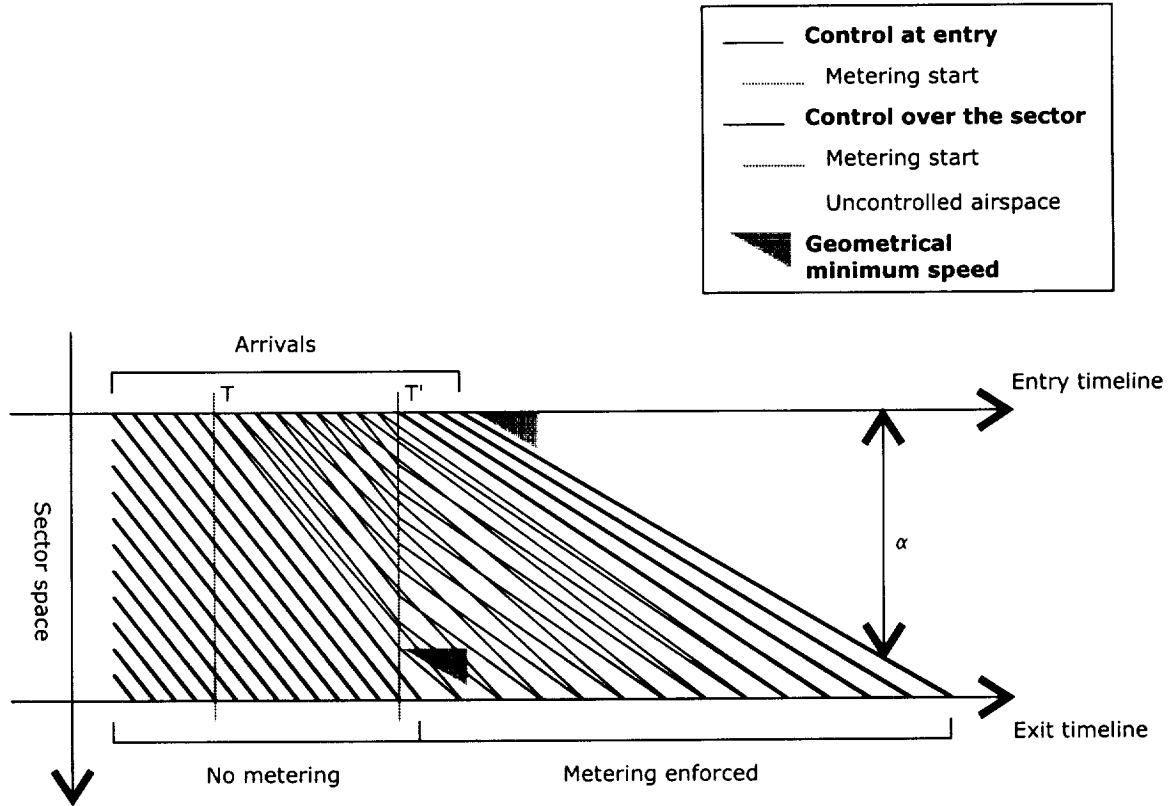 Control at entry
Metering start
Control over the sector
Metering start
Uncontrolled airspace
Geometrical
minimum speed
Arrivals
T
T'
Entry timeline
Sector space
α
Exit timeline
No metering
Metering enforced